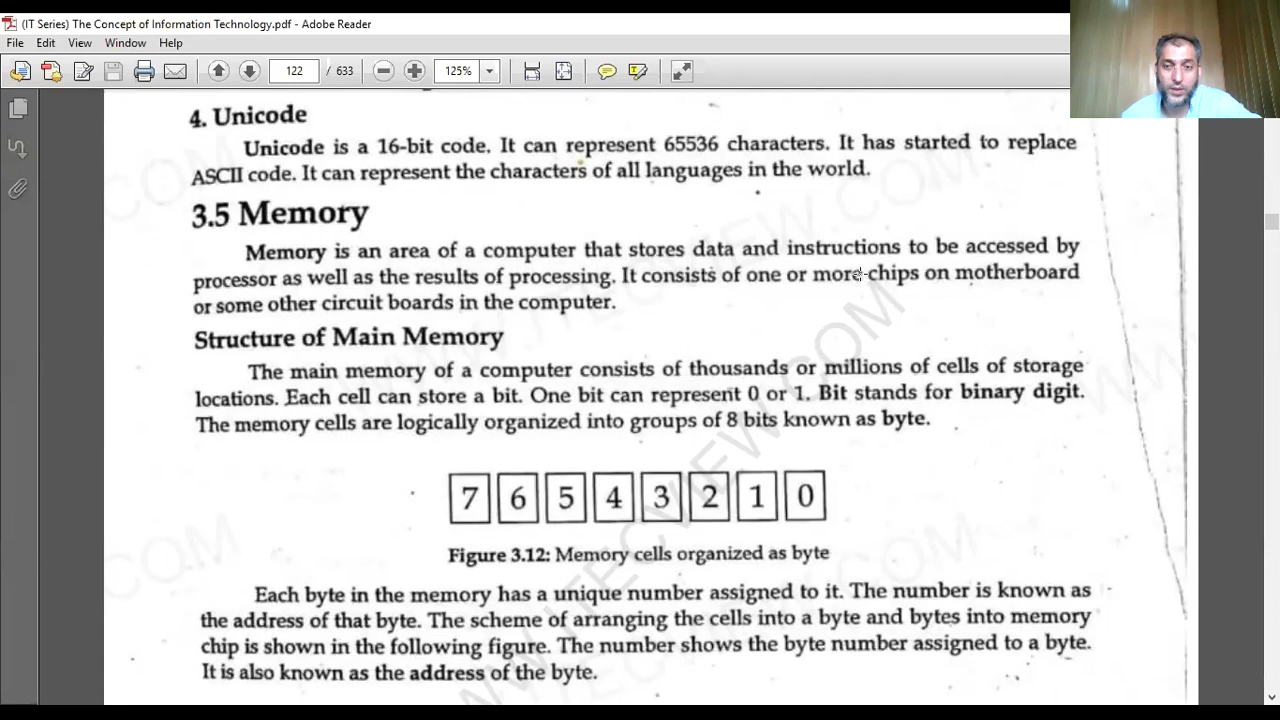 (IT Series) The Concept of Information Technology.pdf - Adobe Reader
File Edit View Window Help
122 / 633 125%
4. Unicode
Unicode is a 16-bit code. It can represent 65536 characters. It has started to replace
ASCII code. It can represent the characters of all languages in the world.
3.5 Memory
Memory is an area of a computer that stores data and instructions to be accessed by
processor as well as the results of processing. It consists of one or more chips on motherboard
or some other circuit boards in the computer.
Structure of Main Memory
The main memory of a computer consists of thousands or millions of cells of storage
locations. Each cell can store a bit. One bit can represent 0 or 1. Bit stands for binary digit.
The memory cells are logically organized into groups of 8 bits known as byte.
7 6 5 4 3 2 1 0
Figure 3.12: Memory cells organized as byte
Each byte in the memory has a unique number assigned to it. The number is known as
the address of that byte. The scheme of arranging the cells into a byte and bytes into memory
chip is shown in the following figure. The number shows the byte number assigned to a byte.
It is also known as the address of the byte.